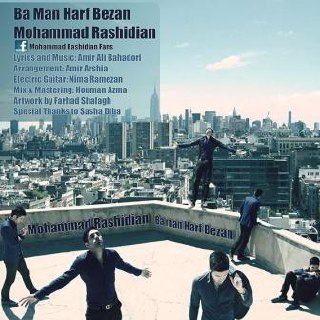 Ba Man Harf Bezan
Mohammad Rashidian
f Mohammad Rashidian Fans
Lyrics and Music: Amir Ali Bahadori
Arrangement: Amir Arshia
Electric Guitar: Nima Ramezan
Mix & Mastering: Houman Azma
Artwork by Farhad Shalagh
Special Thanks to Sasha Diba
Mohammad Rashidian Ba Man Harf Bezan